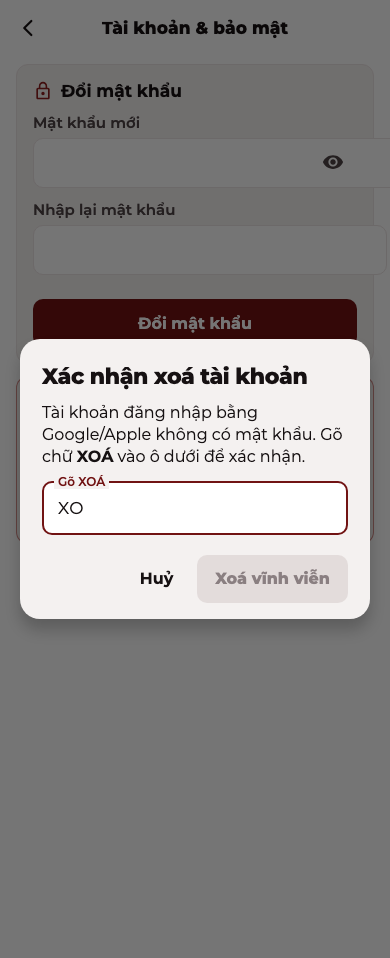 Tài khoản & bảo mật
Đổi mật khẩu
Mật khẩu mới
Nhập lại mật khẩu
Đổi mật khẩu
Xác nhận xoá tài khoản
Tài khoản đăng nhập bằng
Google/Apple không có mật khẩu. Gõ
chữ XOÁ vào ô dưới để xác nhận.
Gõ XOÁ
XO
Huỷ
Xoá vĩnh viễn